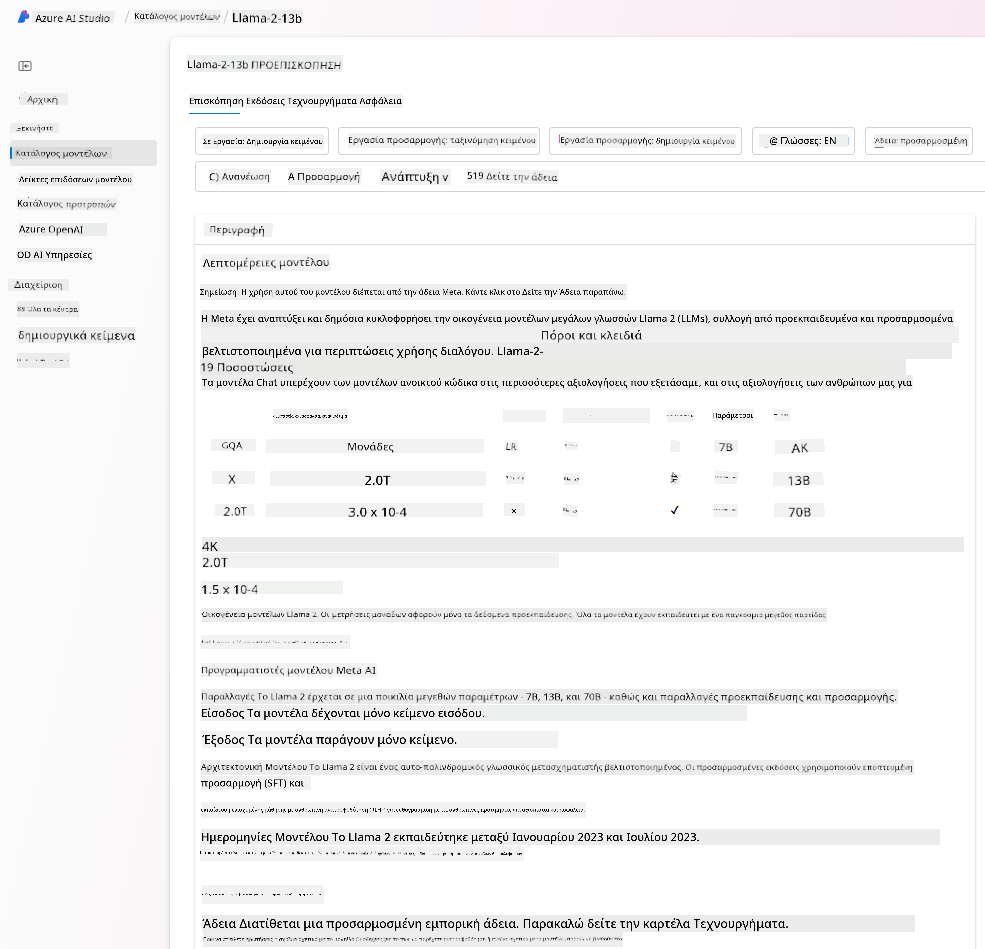 Azure AI Studio / Κατάλογος μοντέλων / Llama-2-13b
Llama-2-13b ΠΡΟΕΠΙΣΚΟΠΗΣΗ
Αρχική
Ξεκινήστε
Κατάλογος μοντέλων
Δείκτες επιδόσεων μοντέλου
Κατάλογος προτροπών
Azure OpenAI
OD AI Υπηρεσίες
Διαχείριση
88 Όλα τα κέντρα
δημιουργικά κείμενα
Επισκόπηση Εκδόσεις Τεχνουργήματα Ασφάλεια
Σε Εργασία: Δημιουργία κειμένου
Εργασία προσαρμογής: ταξινόμηση κειμένου
Εργασία προσαρμογής: δημιουργία κειμένου
@ Γλώσσες: EN
Άδεια: προσαρμοσμένη
C) Ανανέωση Α Προσαρμογή Ανάπτυξη v 519 Δείτε την άδεια
Περιγραφή
Λεπτομέρειες μοντέλου
Σημείωση: Η χρήση αυτού του μοντέλου διέπεται από την άδεια Meta. Κάντε κλικ στο Δείτε την Άδεια παραπάνω.
Η Meta έχει αναπτύξει και δημόσια κυκλοφορήσει την οικογένεια μοντέλων μεγάλων γλωσσών Llama 2 (LLMs), συλλογή από προεκπαιδευμένα και προσαρμοσμένα
Πόροι και κλειδιά
βελτιστοποιημένα για περιπτώσεις χρήσης διαλόγου. Llama-2-
19 Ποσοστώσεις
Τα μοντέλα Chat υπερέχουν των μοντέλων ανοικτού κώδικα στις περισσότερες αξιολογήσεις που εξετάσαμε, και στις αξιολογήσεις των ανθρώπων μας για
Παράμετροι
GQA Μονάδες LR 7B AK
X 2.0T 13B
2.0T 3.0 x 10-4 × ✓ 70B
4K
2.0T
1.5 x 10-4
Οικογένεια μοντέλων Llama 2. Οι μετρήσεις μονάδων αφορούν μόνο τα δεδομένα προεκπαίδευσης. Όλα τα μοντέλα έχουν εκπαιδευτεί με ένα παγκόσμιο μέγεθος παρτίδας
Προγραμματιστές μοντέλου Meta AI
Παραλλαγές Το Llama 2 έρχεται σε μια ποικιλία μεγεθών παραμέτρων - 7B, 13B, και 70B - καθώς και παραλλαγές προεκπαίδευσης και προσαρμογής.
Είσοδος Τα μοντέλα δέχονται μόνο κείμενο εισόδου.
Έξοδος Τα μοντέλα παράγουν μόνο κείμενο.
Αρχιτεκτονική Μοντέλου Το Llama 2 είναι ένας αυτο-παλινδρομικός γλωσσικός μετασχηματιστής βελτιστοποιημένος. Οι προσαρμοσμένες εκδόσεις χρησιμοποιούν εποπτευμένη
προσαρμογή (SFT) και
Ημερομηνίες Μοντέλου Το Llama 2 εκπαιδεύτηκε μεταξύ Ιανουαρίου 2023 και Ιουλίου 2023.
Άδεια Διατίθεται μια προσαρμοσμένη εμπορική άδεια. Παρακαλώ δείτε την καρτέλα Τεχνουργήματα.